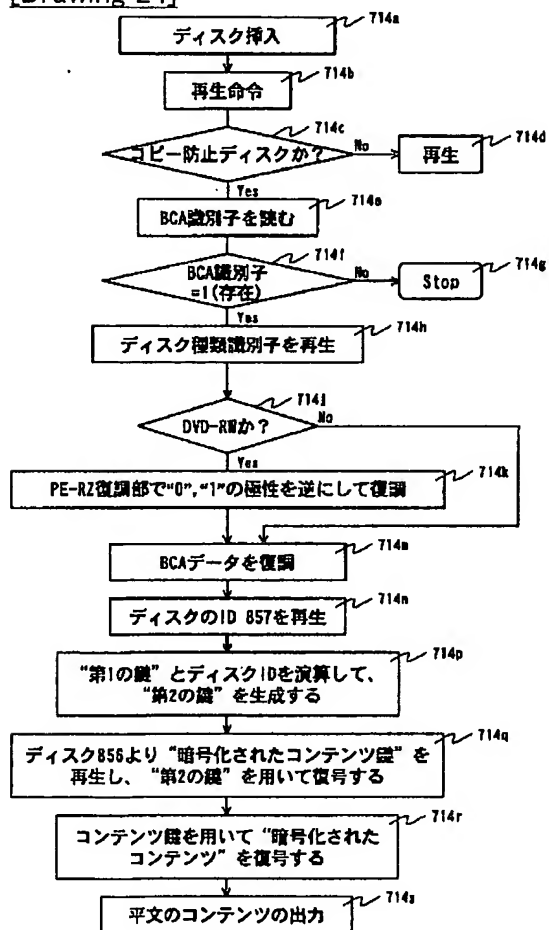 [Drawing 24]
ディスク挿入 714a
再生命令 714b
コピー防止ディスクか? 714c
No
再生 714d
Yes
BCA識別子を読む 714e
BCA識別子
=1(存在) 714f
No
Stop 714g
Yes
ディスク種類識別子を再生 714h
DVD-RWか? 714j
No
Yes
PE-RZ復調部で“0”,“1”の極性を逆にして復調 714k
BCAデータを復調 714m
ディスクのID 857を再生 714n
“第1の鍵”とディスクIDを演算して、
“第2の鍵”を生成する 714p
ディスク856より“暗号化されたコンテンツ鍵”を
再生し、“第2の鍵”を用いて復号する 714q
コンテンツ鍵を用いて“暗号化された
コンテンツ”を復号する 714r
平文のコンテンツの出力 714s